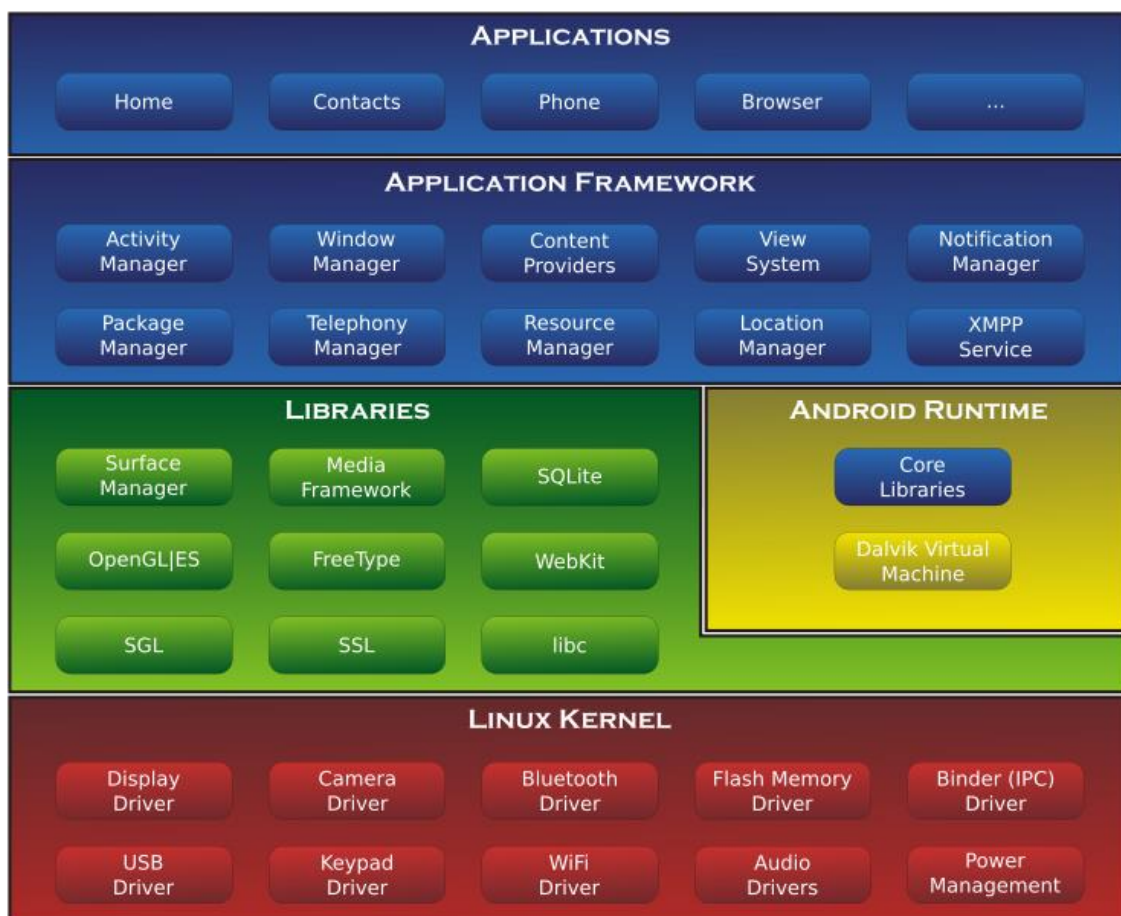 APPLICATIONS
Home
Contacts
Phone
Browser
...
APPLICATION FRAMEWORK
Activity
Manager
Window
Manager
Content
Providers
View
System
Notification
Manager
Package
Manager
Telephony
Manager
Resource
Manager
Location
Manager
XMPP
Service
LIBRARIES
Surface
Manager
Media
Framework
SQLite
OpenGL|ES
FreeType
WebKit
SGL
SSL
libc
ANDROID RUNTIME
Core
Libraries
Dalvik Virtual
Machine
LINUX KERNEL
Display
Driver
Camera
Driver
Bluetooth
Driver
Flash Memory
Driver
Binder (IPC)
Driver
USB
Driver
Keypad
Driver
WiFi
Driver
Audio
Drivers
Power
Management